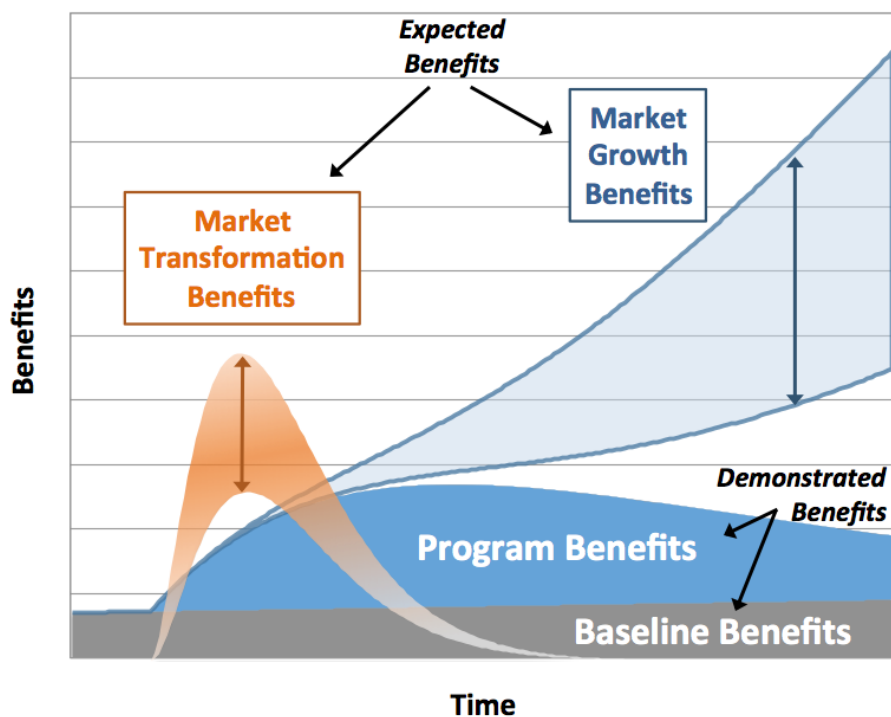 Expected
Benefits
Market
Growth
Benefits
Market
Transformation
Benefits
Benefits
Demonstrated
Benefits
Program Benefits
Baseline Benefits
Time